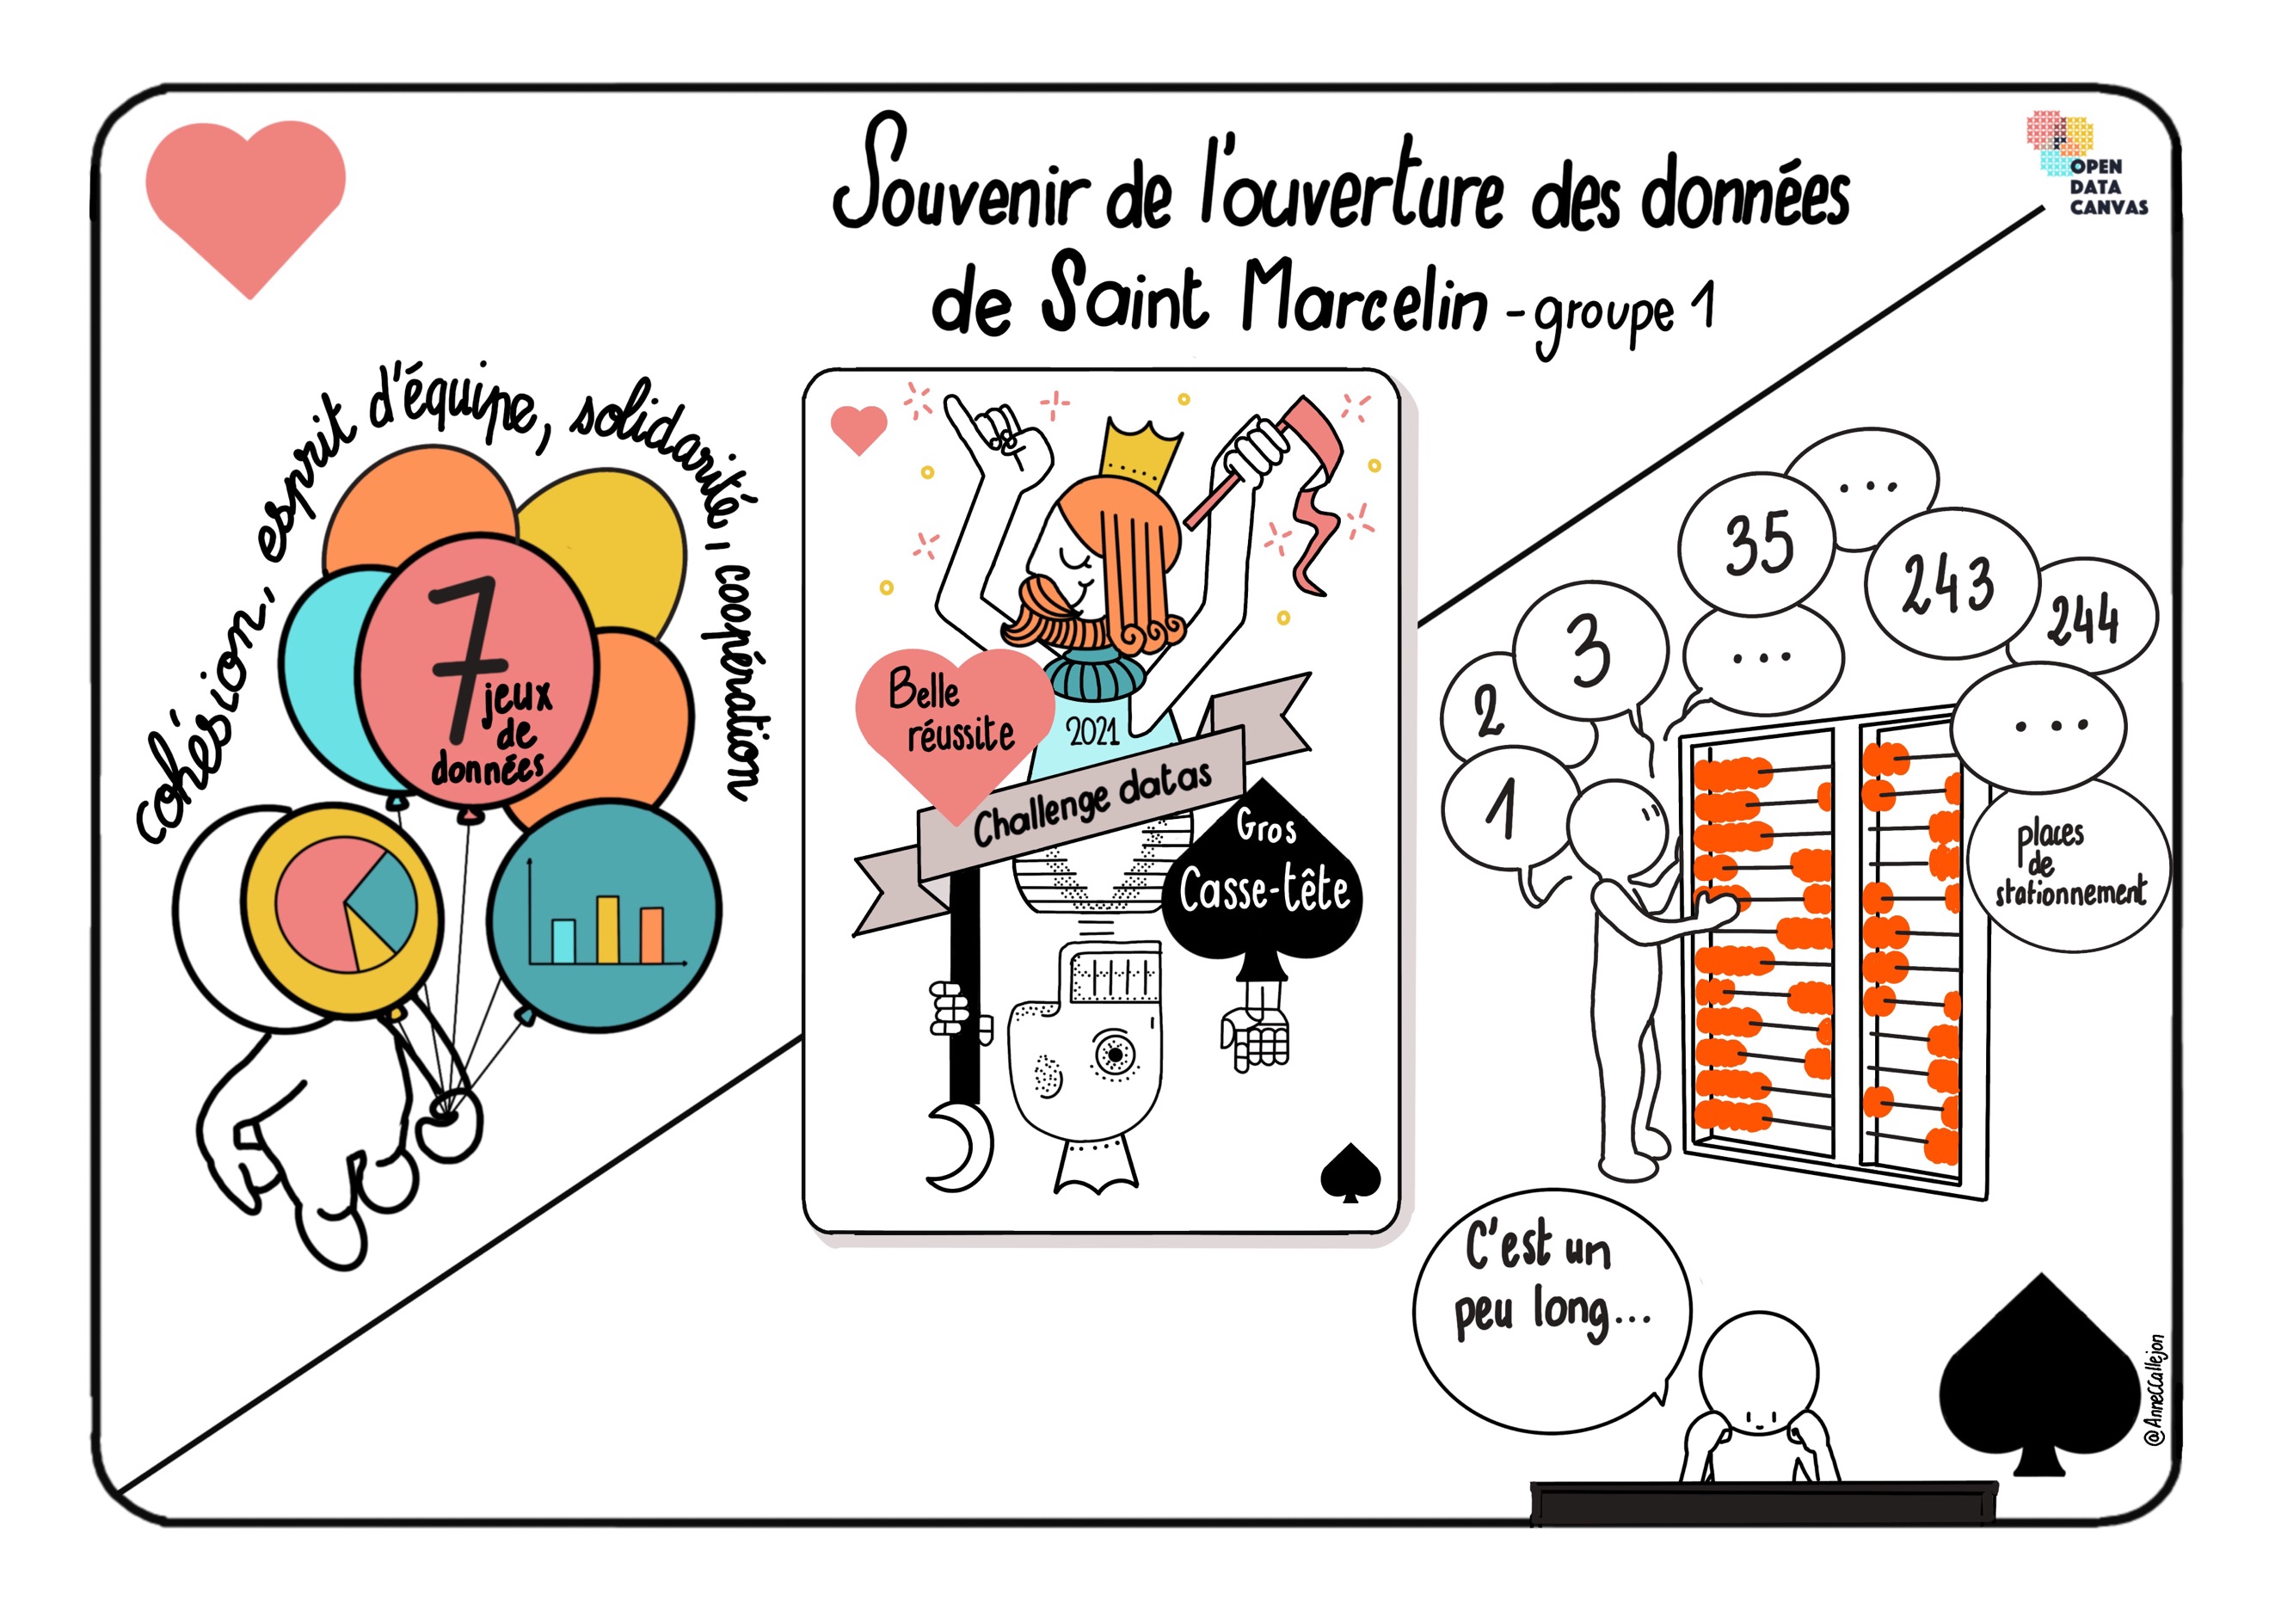 Souvenir de l'ouverture des données
de Saint Marcelin - groupe 1
OPEN
DATA
CANVAS
cohésion, esprit d'équipe, solidarité, coopération
7
jeux
de
données
Belle
réussite
2021
Challenge datas
Gros
Casse-tête
1
2
3
...
35
...
243
244
...
places
de
stationnement
C'est un
peu long...
@AnneCCallejon